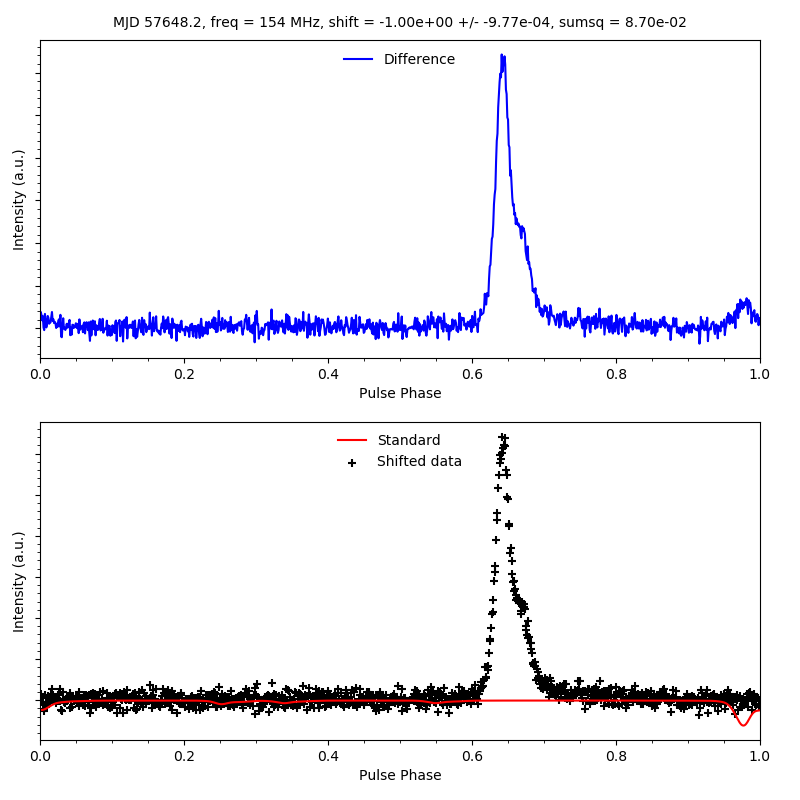 MJD 57648.2, freq = 154 MHz, shift = -1.00e+00 +/- -9.77e-04, sumsq = 8.70e-02
Difference
Intensity (a.u.)
0.0 0.2 0.4 0.6 0.8 1.0
Pulse Phase
Standard
Shifted data
Intensity (a.u.)
0.0 0.2 0.4 0.6 0.8 1.0
Pulse Phase